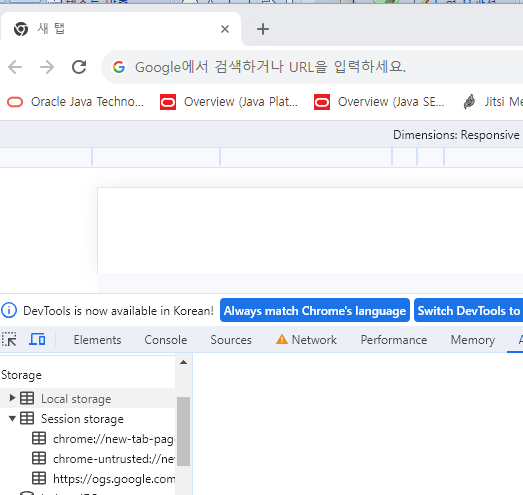 새 탭
Google에서 검색하거나 URL을 입력하세요.
Oracle Java Techno... Overview (Java Plat... Overview (Java SE... Jitsi Me
Dimensions: Responsive
DevTools is now available in Korean! Always match Chrome's language Switch DevTools to
Elements Console Sources Network Performance Memory A
Storage
Local storage
Session storage
chrome://new-tab-pag
chrome-untrusted://ne
https://ogs.google.com